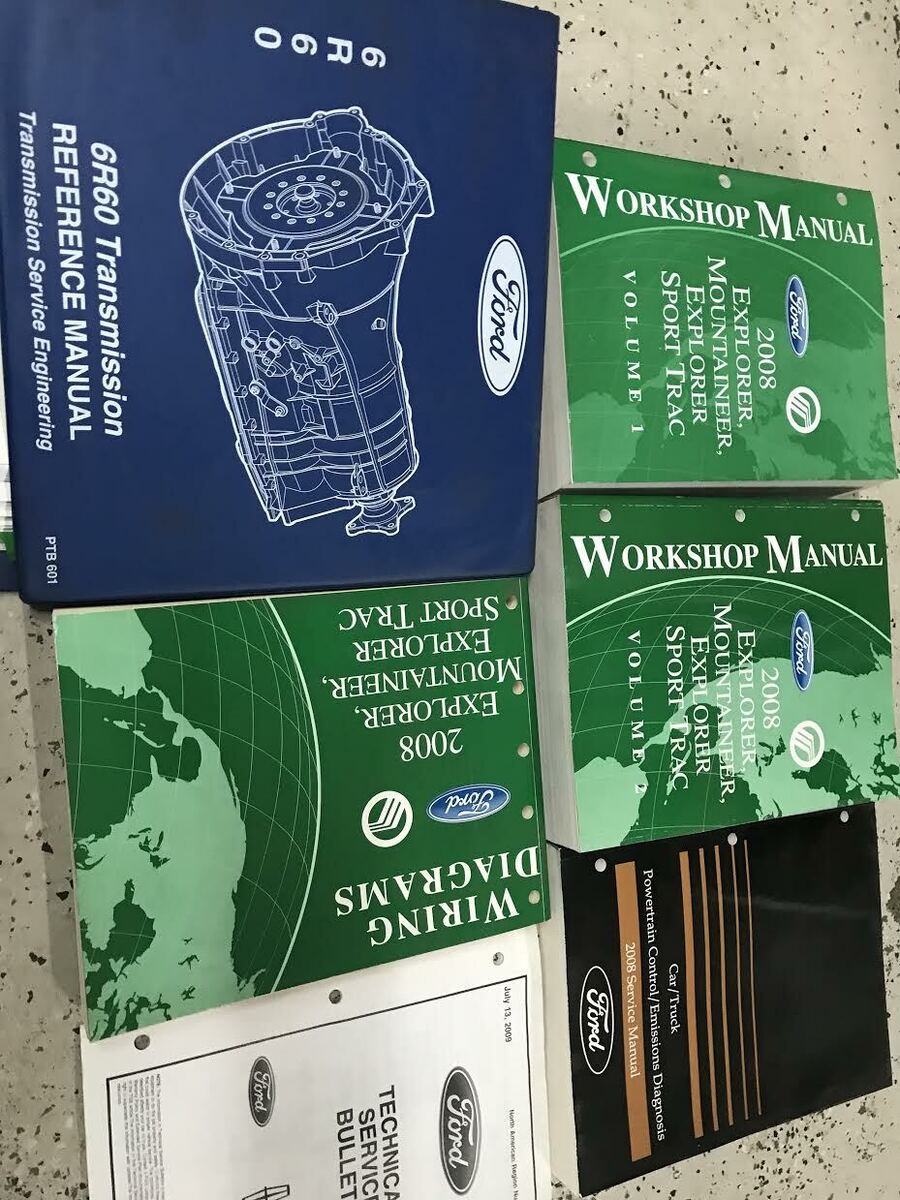 6R60
Ford
6R60 Transmission
REFERENCE MANUAL
Transmission Service Engineering
PTB 601
WORKSHOP MANUAL
Ford
2008
EXPLORER,
MOUNTAINEER,
EXPLORER
SPORT TRAC
VOLUME 1
WORKSHOP MANUAL
Ford
2008
EXPLORER,
MOUNTAINEER,
EXPLORER
SPORT TRAC
VOLUME 2
WIRING
DIAGRAMS
Ford
2008
EXPLORER,
MOUNTAINEER,
EXPLORER
SPORT TRAC
Car/Truck
Powertrain Control/Emissions Diagnosis
2008 Service Manual
Ford
July 13, 2009
North American Region
Ford
TECHNICA
SERVIC
BULLET
Ford